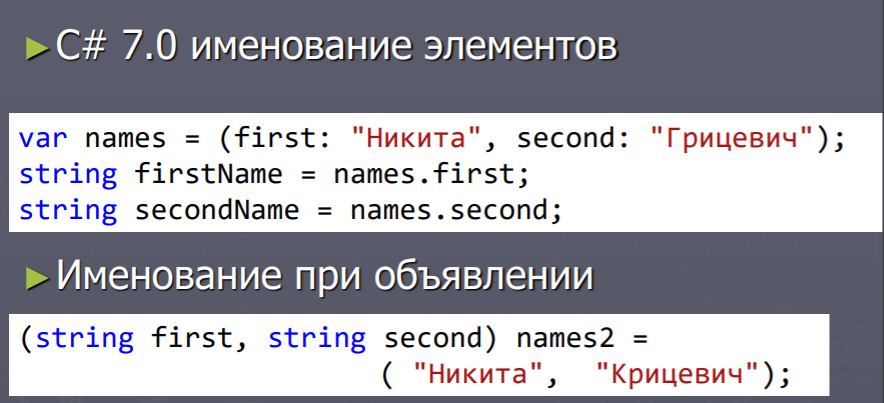 ►C# 7.0 именование элементов
var names = (first: "Никита", second: "Грицевич");
string firstName = names.first;
string secondName = names.second;
►Именование при объявлении
(string first, string second) names2 =
( "Никита", "Крицевич");